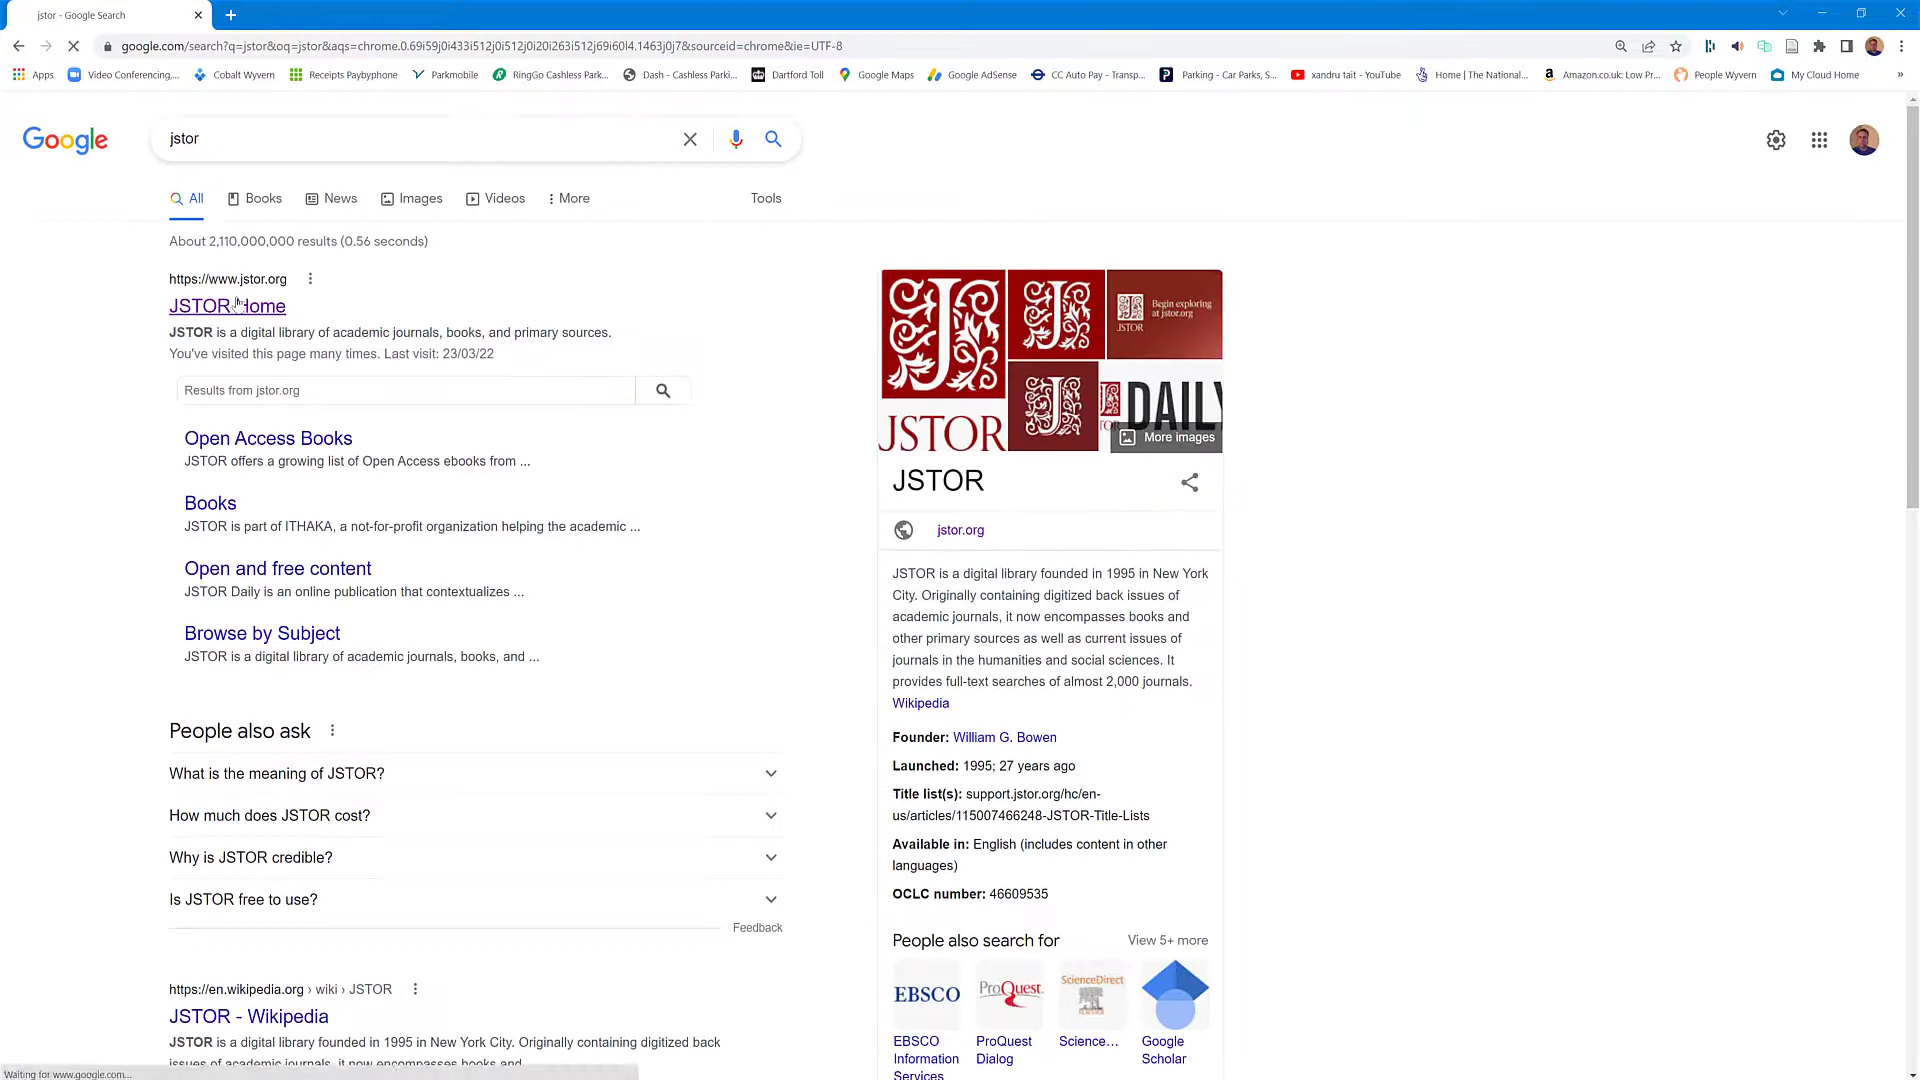 jstor - Google Search
google.com/search?q=jstor&oq=jstor&aqs=chrome.0.69i59j0i433i512j0i512j0i20i263i512j69i60l4.1463j0j7&sourceid=chrome&ie=UTF-8
Apps
Video Conferencing,...
Cobalt Wyvern
Receipts Paybyphone
Parkmobile
RingGo Cashless Park...
Dash - Cashless Parki...
Dartford Toll
Google Maps
Google AdSense
CC Auto Pay - Transp...
Parking - Car Parks, S...
xandru tait - YouTube
Home | The National...
Amazon.co.uk: Low Pr...
People Wyvern
My Cloud Home
»
Google
jstor
All
Books
News
Images
Videos
More
Tools
About 2,110,000,000 results (0.56 seconds)
https://www.jstor.org
JSTOR Home
JSTOR is a digital library of academic journals, books, and primary sources.
You've visited this page many times. Last visit: 23/03/22
Results from jstor.org
Open Access Books
JSTOR offers a growing list of Open Access ebooks from ...
Books
JSTOR is part of ITHAKA, a not-for-profit organization helping the academic ...
Open and free content
JSTOR Daily is an online publication that contextualizes ...
Browse by Subject
JSTOR is a digital library of academic journals, books, and ...
People also ask
What is the meaning of JSTOR?
How much does JSTOR cost?
Why is JSTOR credible?
Is JSTOR free to use?
Feedback
https://en.wikipedia.org › wiki › JSTOR
JSTOR - Wikipedia
JSTOR is a digital library founded in 1995 in New York City. Originally containing digitized back
issues of academic journals, it now encompasses books and
Waiting for www.google.com...
JSTOR
Begin exploring
at jstor.org
JSTOR
DAILY
More images
JSTOR
jstor.org
JSTOR is a digital library founded in 1995 in New York
City. Originally containing digitized back issues of
academic journals, it now encompasses books and
other primary sources as well as current issues of
journals in the humanities and social sciences. It
provides full-text searches of almost 2,000 journals.
Wikipedia
Founder: William G. Bowen
Launched: 1995; 27 years ago
Title list(s): support.jstor.org/hc/en-
us/articles/115007466248-JSTOR-Title-Lists
Available in: English (includes content in other
languages)
OCLC number: 46609535
People also search for
View 5+ more
EBSCO
ProQuest
ScienceDirect
EBSCO
Information
Services
ProQuest
Dialog
Science...
Google
Scholar